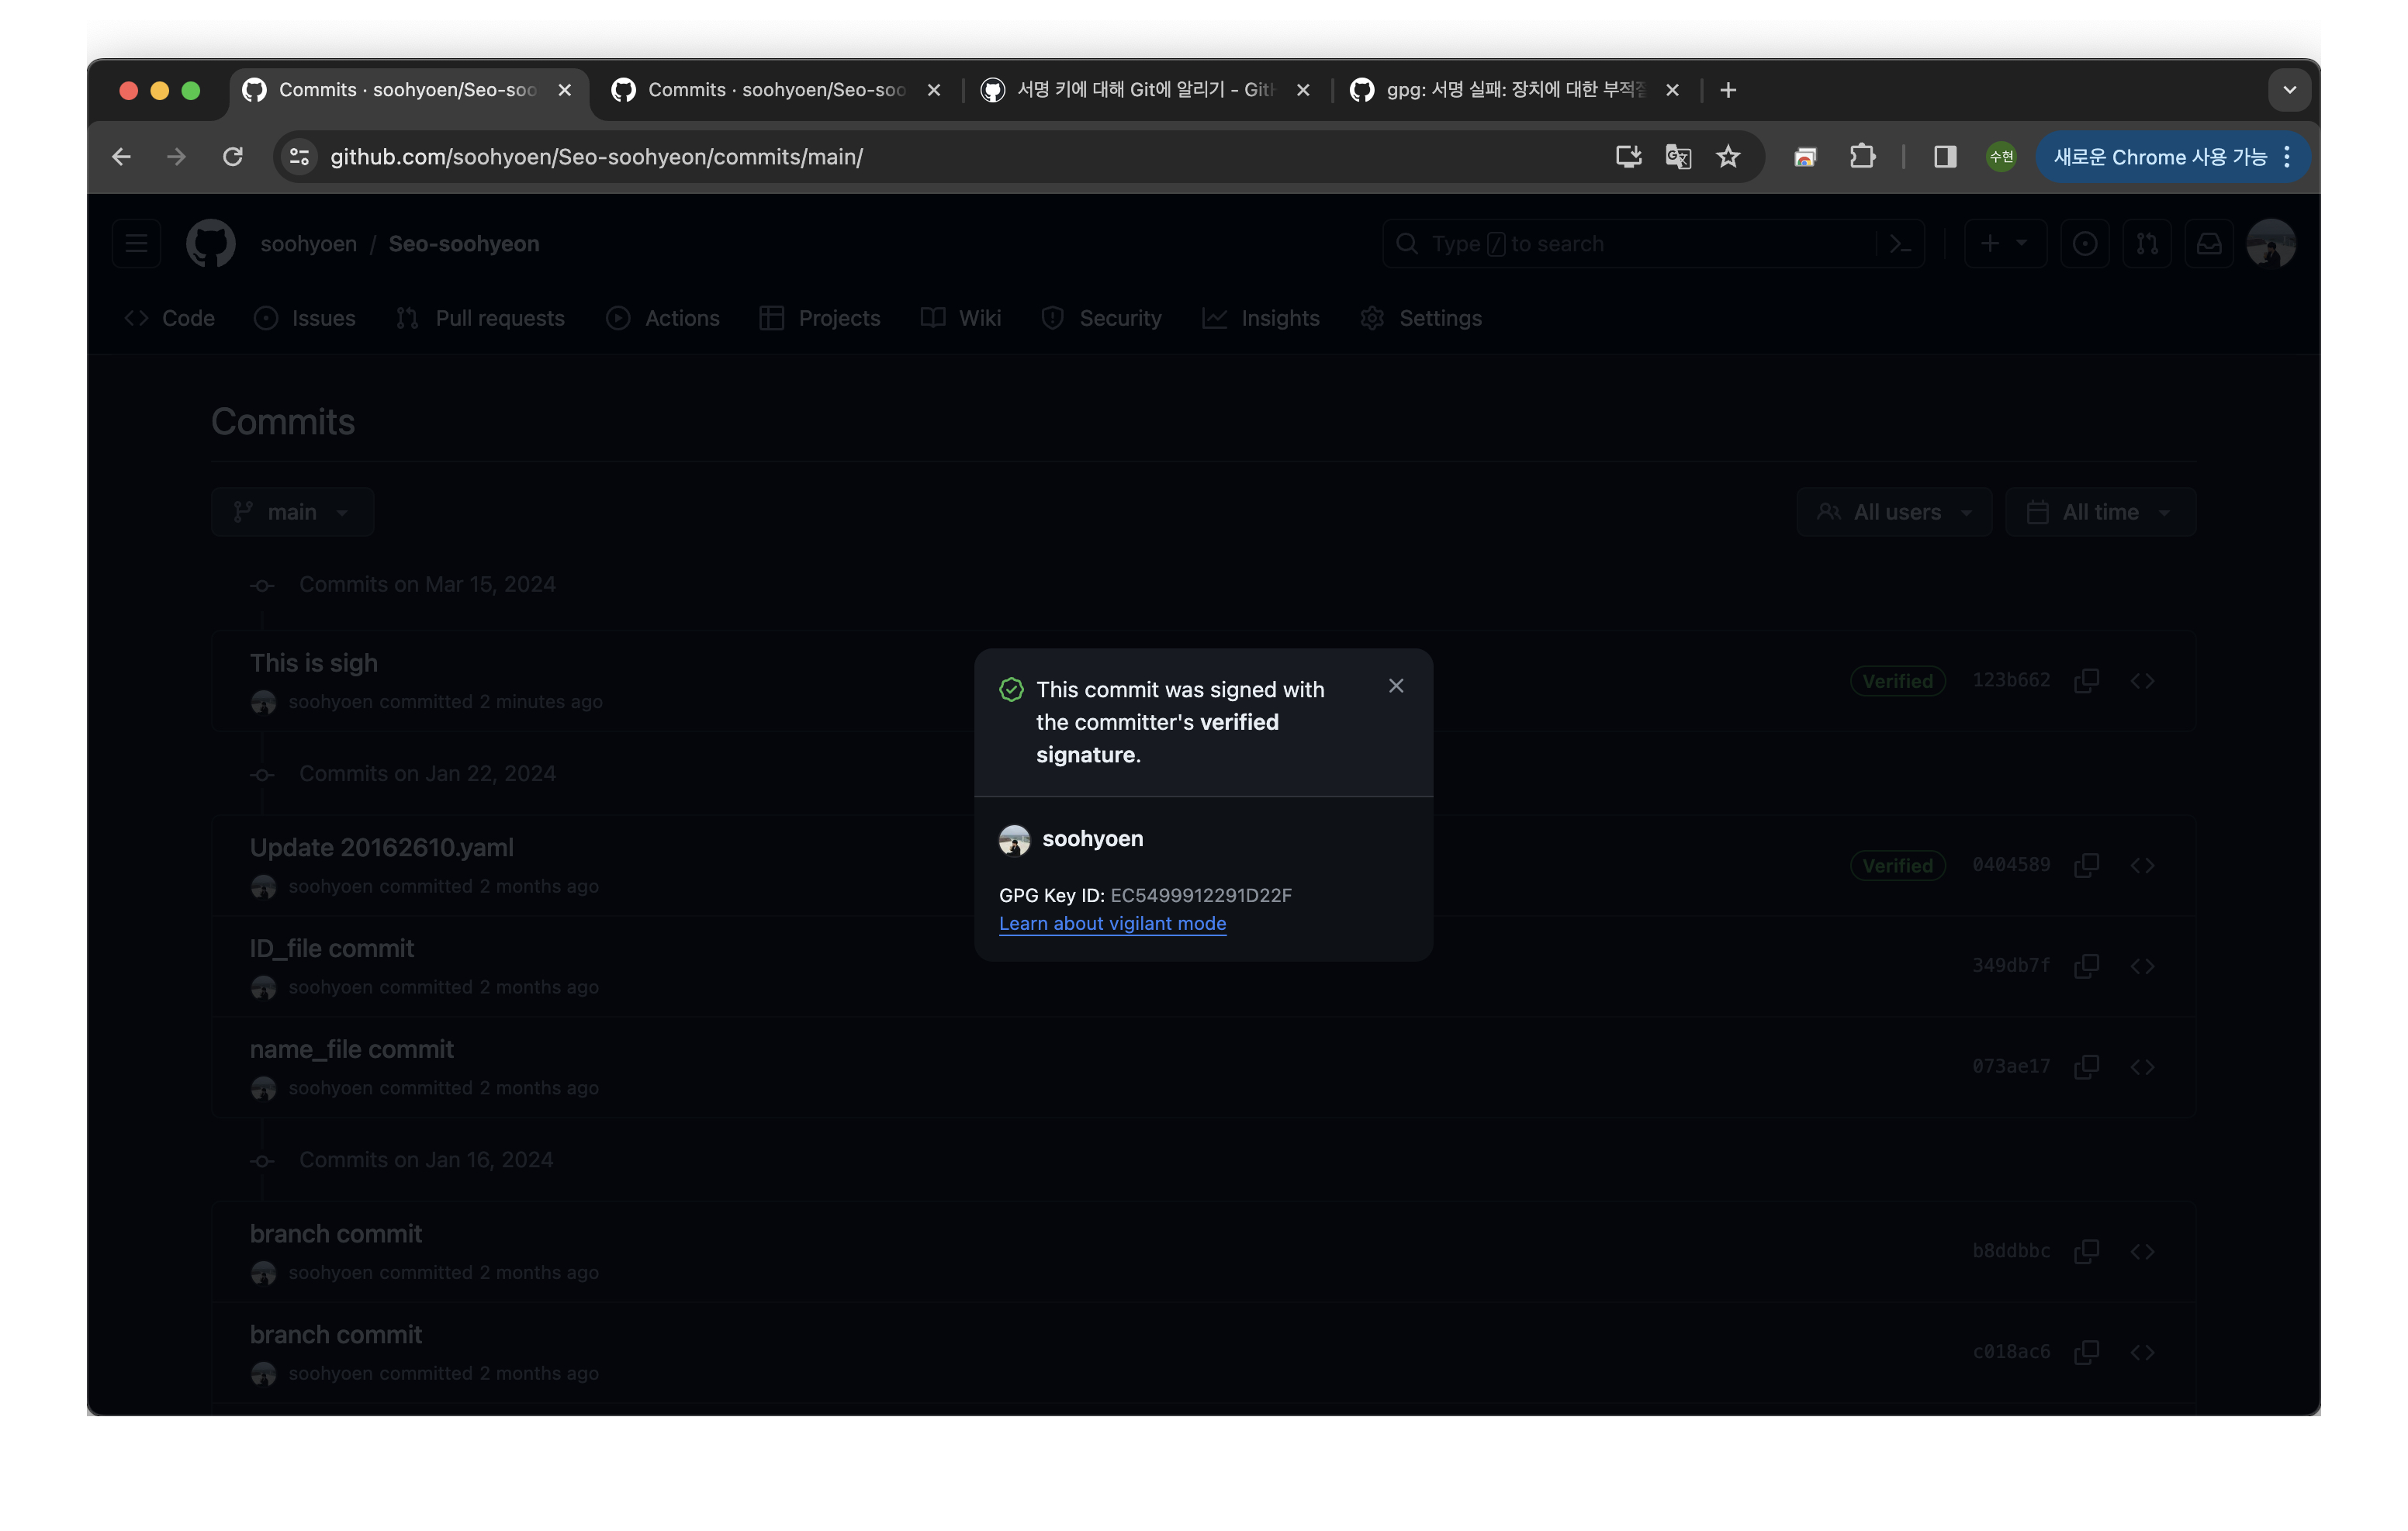 Commits · soohyoen/Seo-soo
Commits · soohyoen/Seo-soo
서명 키에 대해 Git에 알리기 - Git
gpg: 서명 실패: 장치에 대한
github.com/soohyoen/Seo-soohyeon/commits/main/
수현
새로운 Chrome 사용 가능
soohyoen / Seo-soohyeon
Type / to search
Code
Issues
Pull requests
Actions
Projects
Wiki
Security
Insights
Settings
Commits
main
All users
All time
Commits on Mar 15, 2024
This is sigh
soohyoen committed 2 minutes ago
Verified
123b662
Commits on Jan 22, 2024
Update 20162610.yaml
soohyoen committed 2 months ago
Verified
0404589
ID_file commit
soohyoen committed 2 months ago
349db7f
name_file commit
soohyoen committed 2 months ago
073ae17
Commits on Jan 16, 2024
branch commit
soohyoen committed 2 months ago
b8ddbbc
branch commit
soohyoen committed 2 months ago
c018ac6
This commit was signed with
the committer's verified
signature.
soohyoen
GPG Key ID: EC5499912291D22F
Learn about vigilant mode